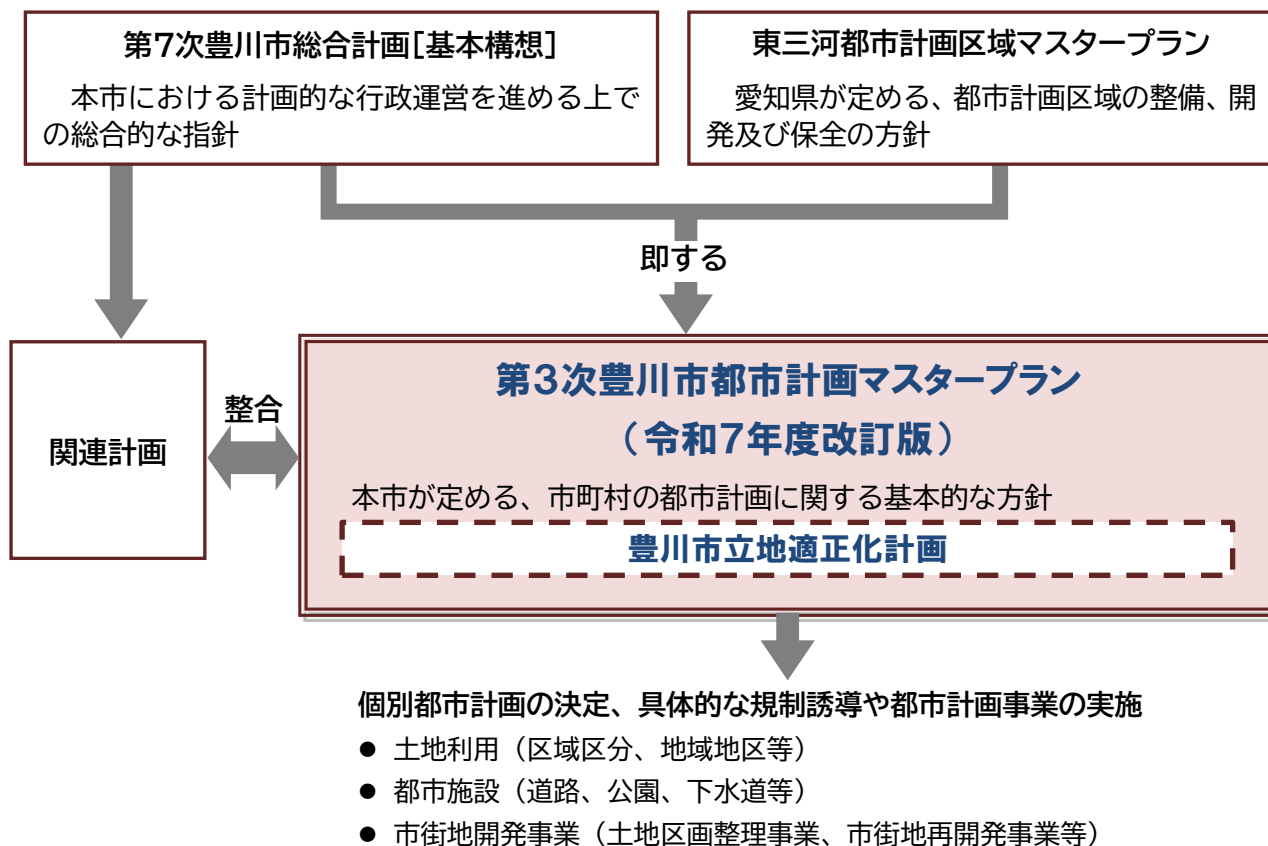 第7次豊川市総合計画[基本構想]
本市における計画的な行政運営を進める上で
の総合的な指針
東三河都市計画区域マスタープラン
愛知県が定める、都市計画区域の整備、開
発及び保全の方針
即する
関連計画
整合
第3次豊川市都市計画マスタープラン
（令和7年度改訂版）
本市が定める、市町村の都市計画に関する基本的な方針
豊川市立地適正化計画
個別都市計画の決定、具体的な規制誘導や都市計画事業の実施
● 土地利用（区域区分、地域地区等）
● 都市施設（道路、公園、下水道等）
● 市街地開発事業（土地区画整理事業、市街地再開発事業等）